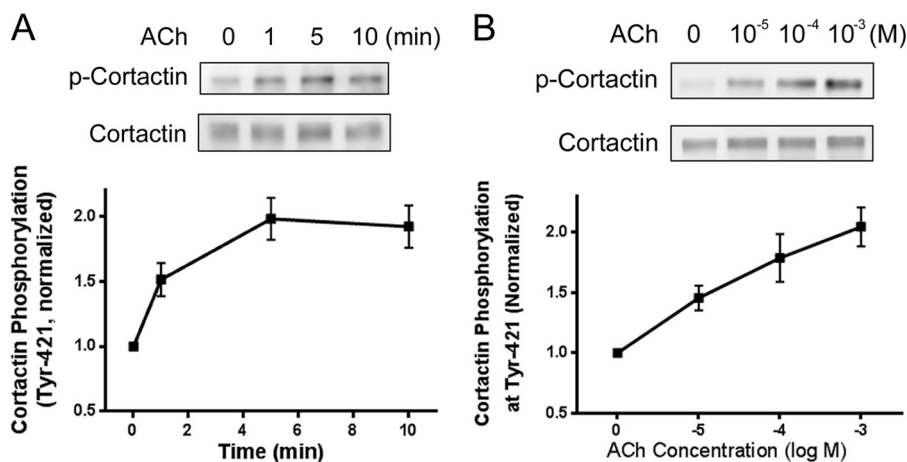 A
ACh 0 1 5 10 (min)
p-Cortactin
Cortactin
Cortactin Phosphorylation
(Tyr-421, normalized)
2.0
1.5
1.0
0.5
0 2 4 6 8 10
Time (min)
B
ACh 0 10⁻⁵ 10⁻⁴ 10⁻³ (M)
p-Cortactin
Cortactin
Cortactin Phosphorylation
at Tyr-421 (Normalized)
2.0
1.5
1.0
0.5
0 -5 -4 -3
ACh Concentration (log M)